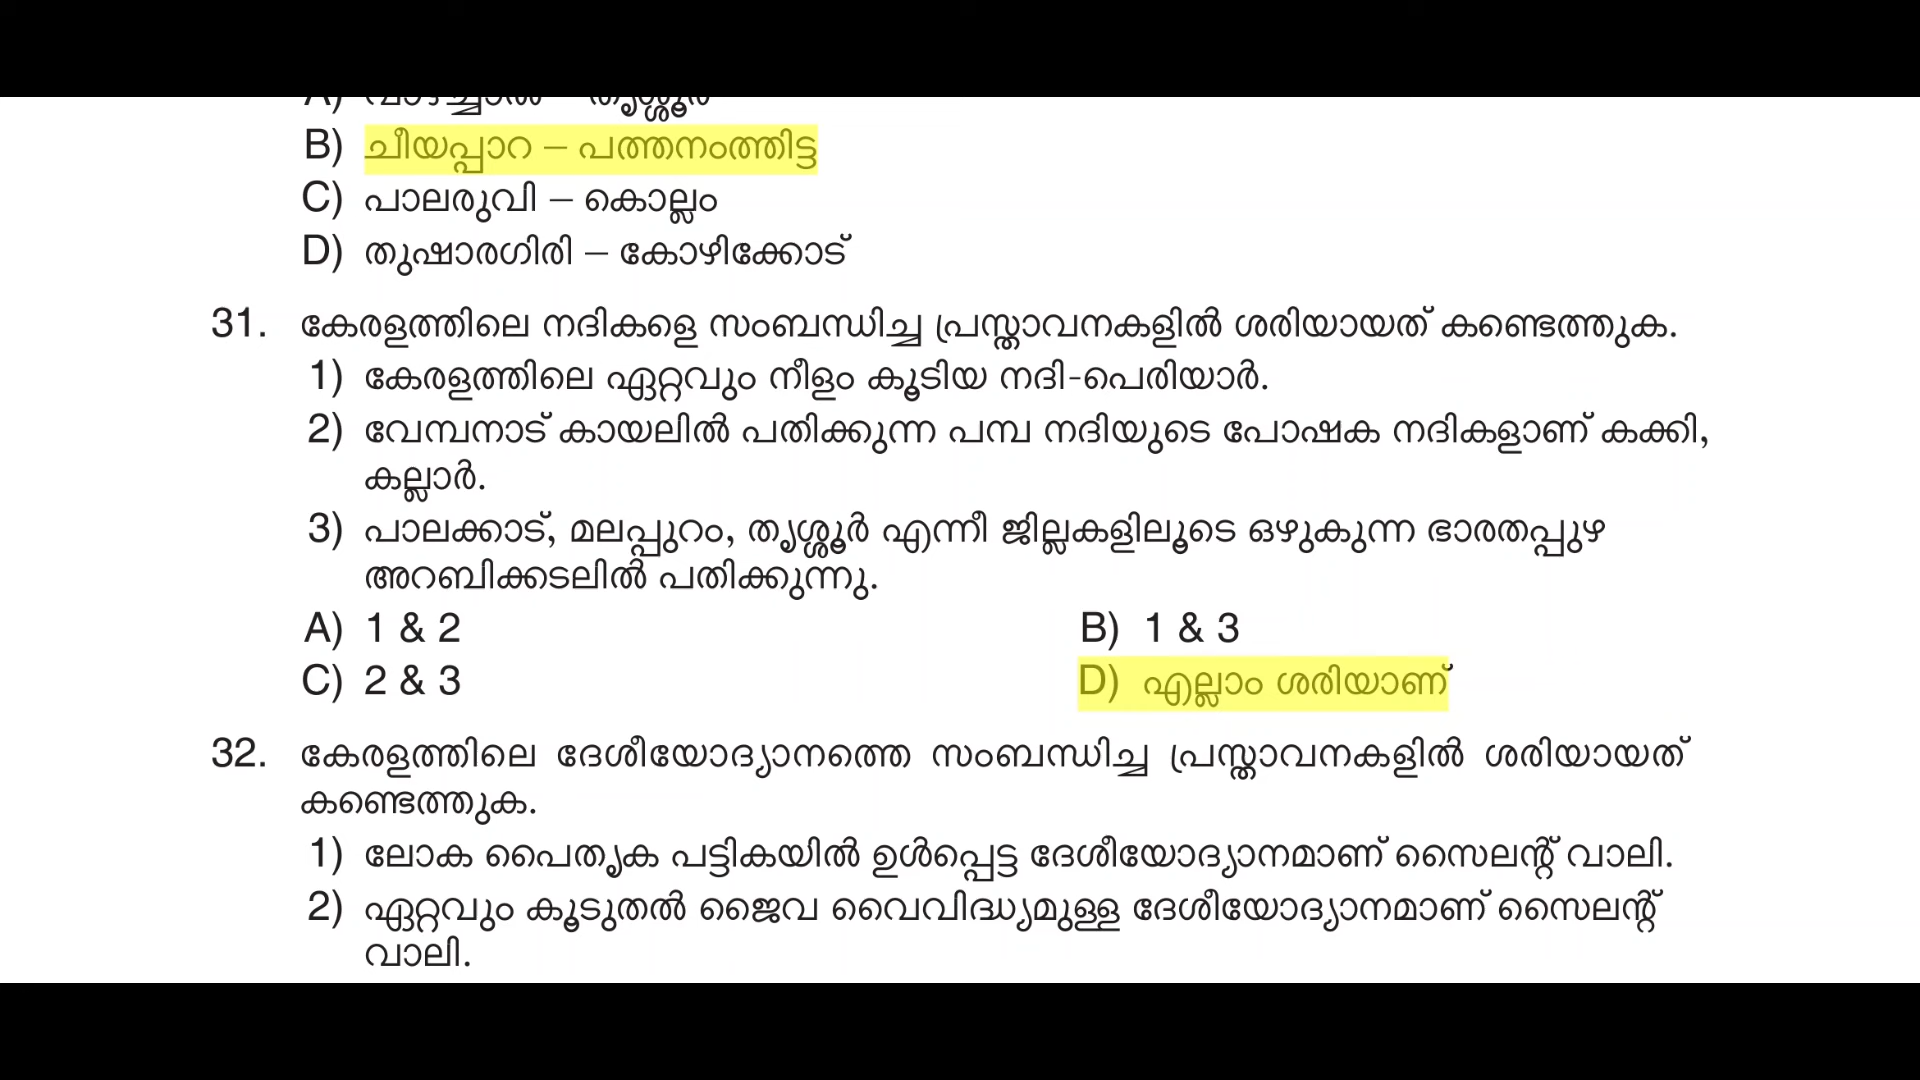 B) ചീയപ്പാറ – പത്തനംത്തിട്ട
C) പാലരുവി – കൊല്ലം
D) തുഷാരഗിരി – കോഴിക്കോട്
31. കേരളത്തിലെ നദികളെ സംബന്ധിച്ച പ്രസ്താവനകളിൽ ശരിയായത് കണ്ടെത്തുക.
1) കേരളത്തിലെ ഏറ്റവും നീളം കൂടിയ നദി-പെരിയാർ.
2) വേമ്പനാട് കായലിൽ പതിക്കുന്ന പമ്പ നദിയുടെ പോഷക നദികളാണ് കക്കി,
കല്ലാർ.
3) പാലക്കാട്, മലപ്പുറം, തൃശ്ശൂർ എന്നീ ജില്ലകളിലൂടെ ഒഴുകുന്ന ഭാരതപ്പുഴ
അറബിക്കടലിൽ പതിക്കുന്നു.
A) 1 & 2 B) 1 & 3
C) 2 & 3 D) എല്ലാം ശരിയാണ്
32. കേരളത്തിലെ ദേശീയോദ്യാനത്തെ സംബന്ധിച്ച പ്രസ്താവനകളിൽ ശരിയായത്
കണ്ടെത്തുക.
1) ലോക പൈതൃക പട്ടികയിൽ ഉൾപ്പെട്ട ദേശീയോദ്യാനമാണ് സൈലന്റ് വാലി.
2) ഏറ്റവും കൂടുതൽ ജൈവ വൈവിദ്ധ്യമുള്ള ദേശീയോദ്യാനമാണ് സൈലന്റ്
വാലി.